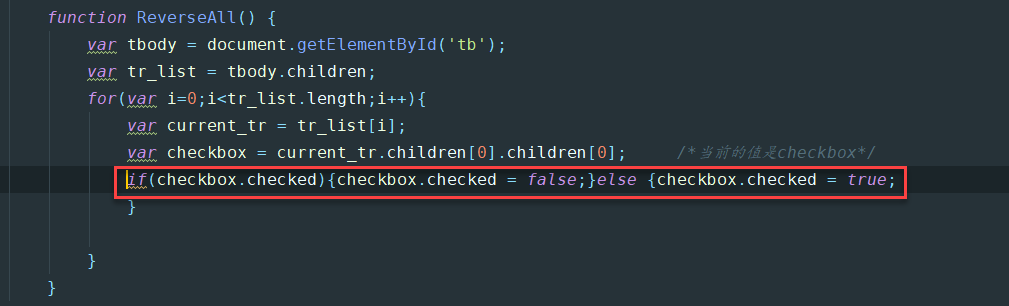 function ReverseAll() {
var tbody = document.getElementById('tb');
var tr_list = tbody.children;
for(var i=0;i<tr_list.length;i++){
var current_tr = tr_list[i];
var checkbox = current_tr.children[0].children[0]; /*当前的值是checkbox*/
if(checkbox.checked){checkbox.checked = false;}else {checkbox.checked = true;
}
}
}